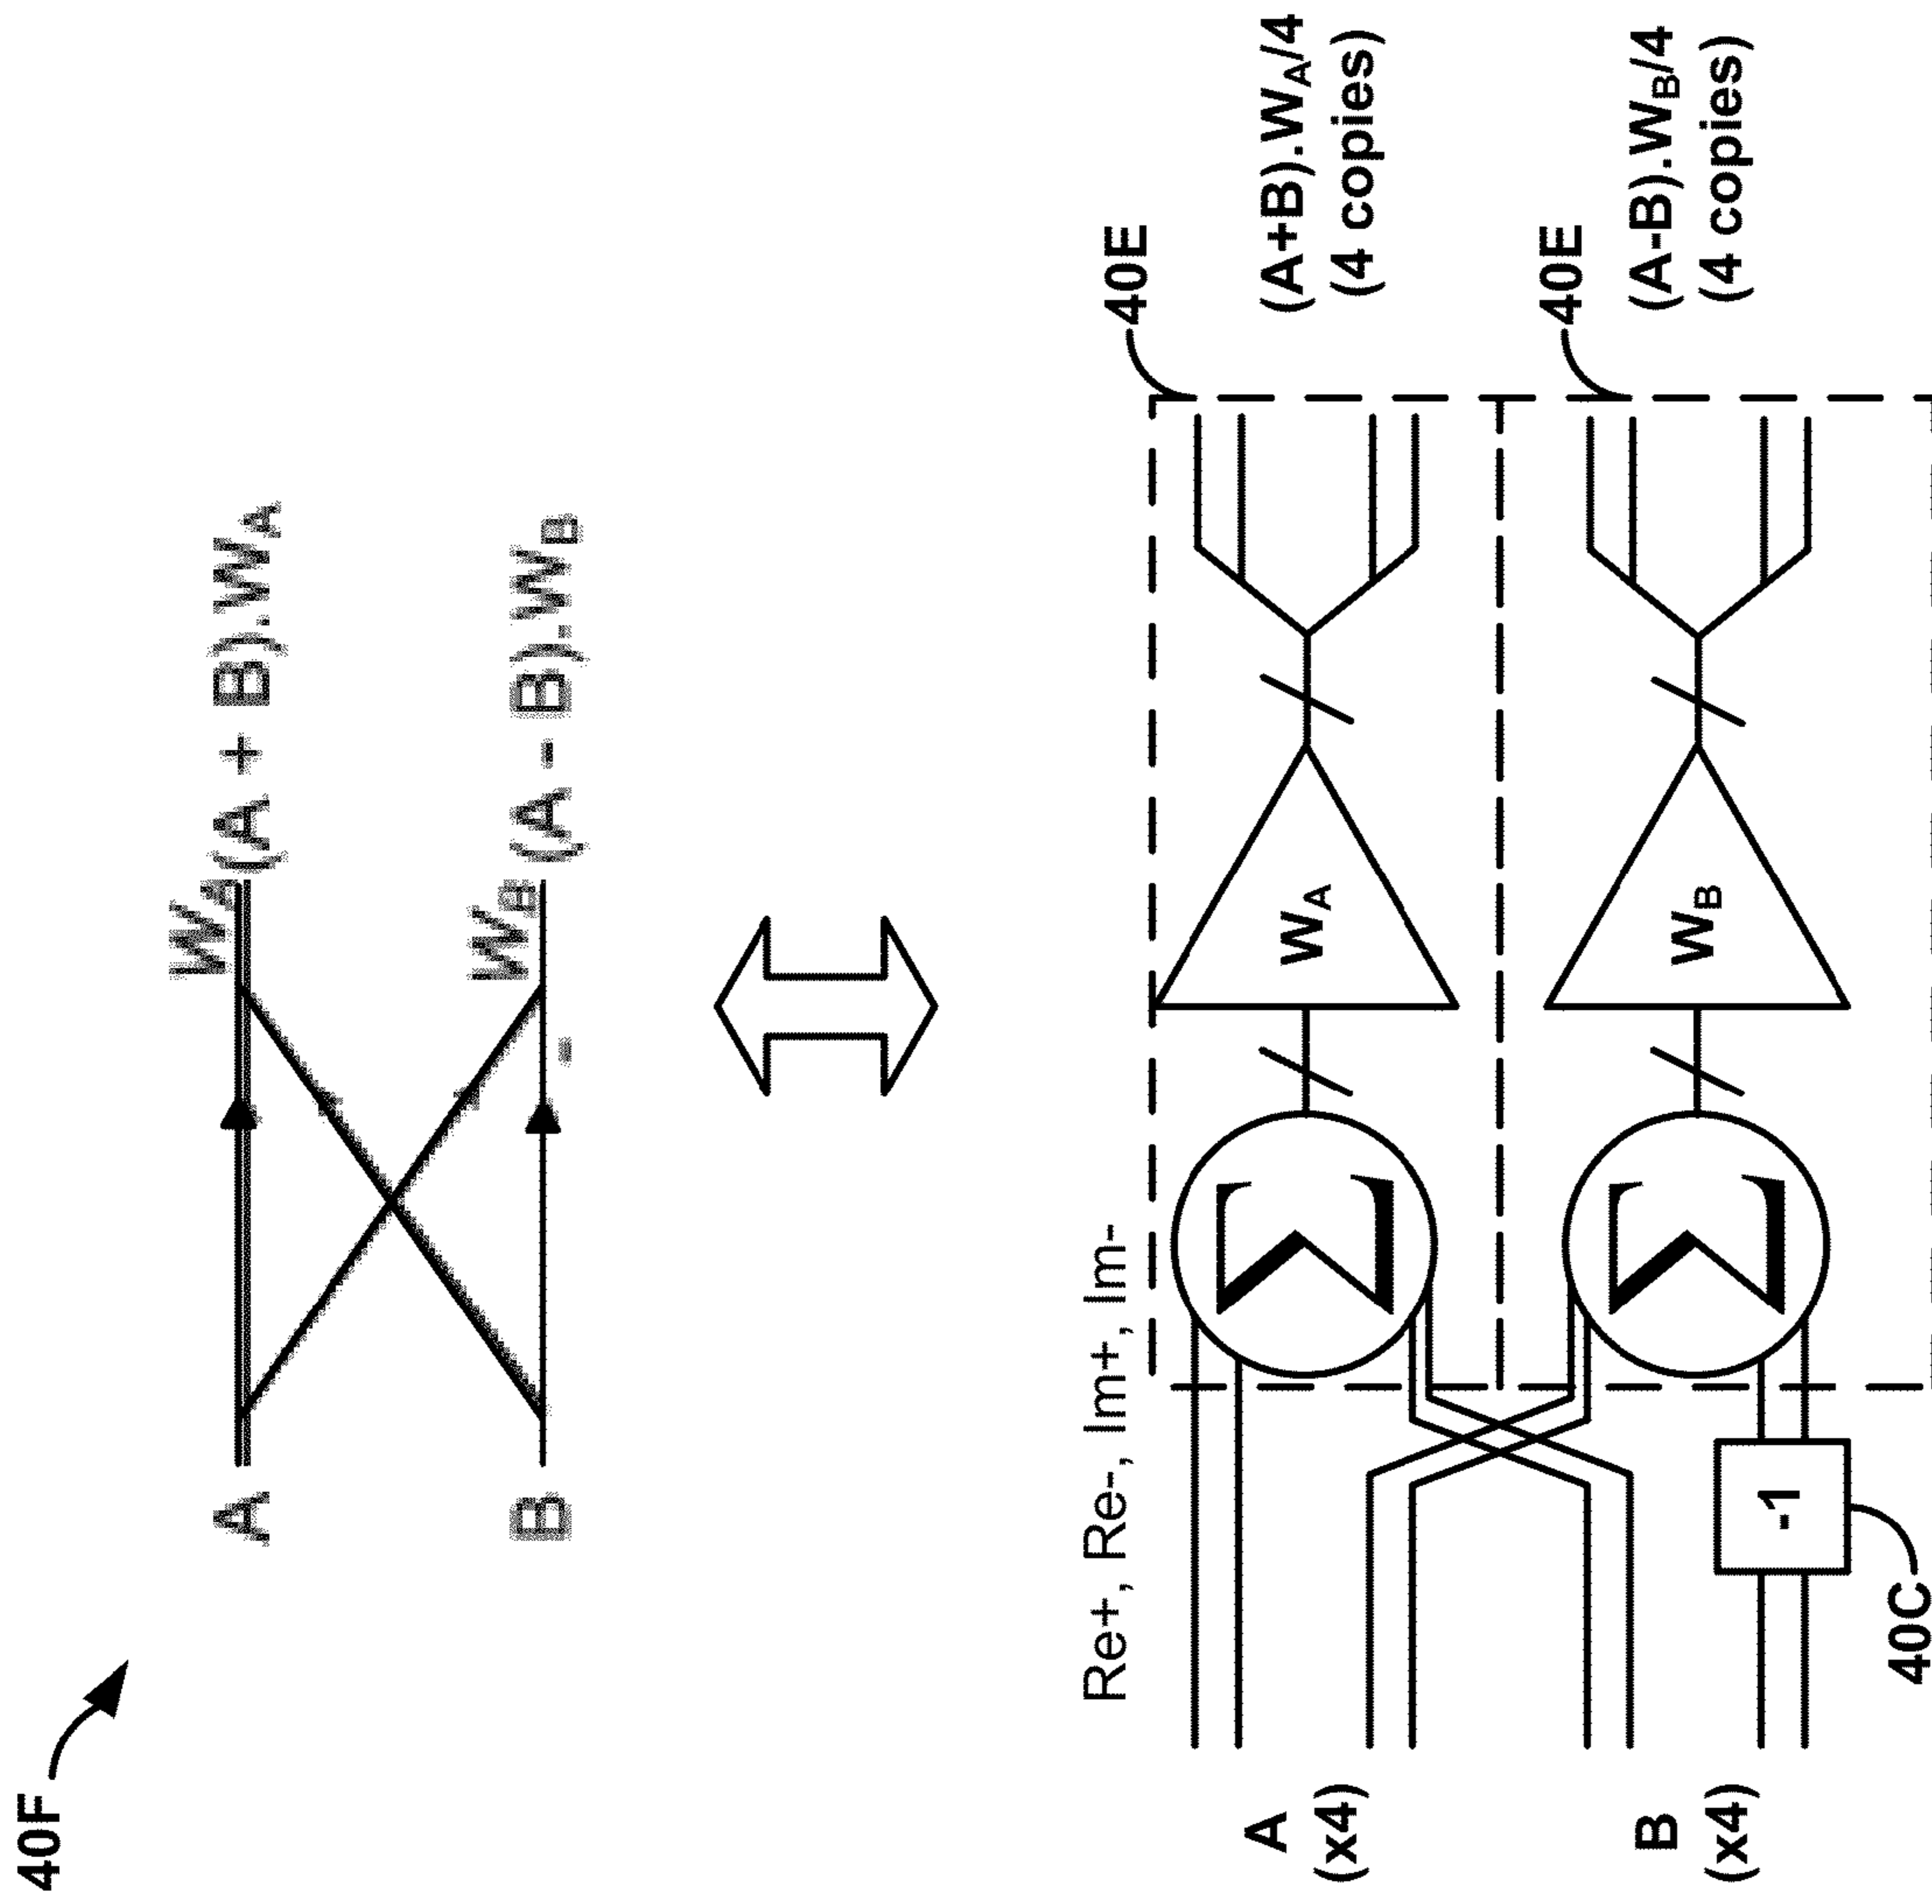 40F
A
W_A
(A + B).W_A
B
-
W_B
(A - B).W_B
Re+, Re-, Im+, Im-
40E
A
(x4)
Σ
W_A
(A+B).W_A/4
(4 copies)
40E
B
(x4)
-1
Σ
W_B
(A-B).W_B/4
(4 copies)
40C